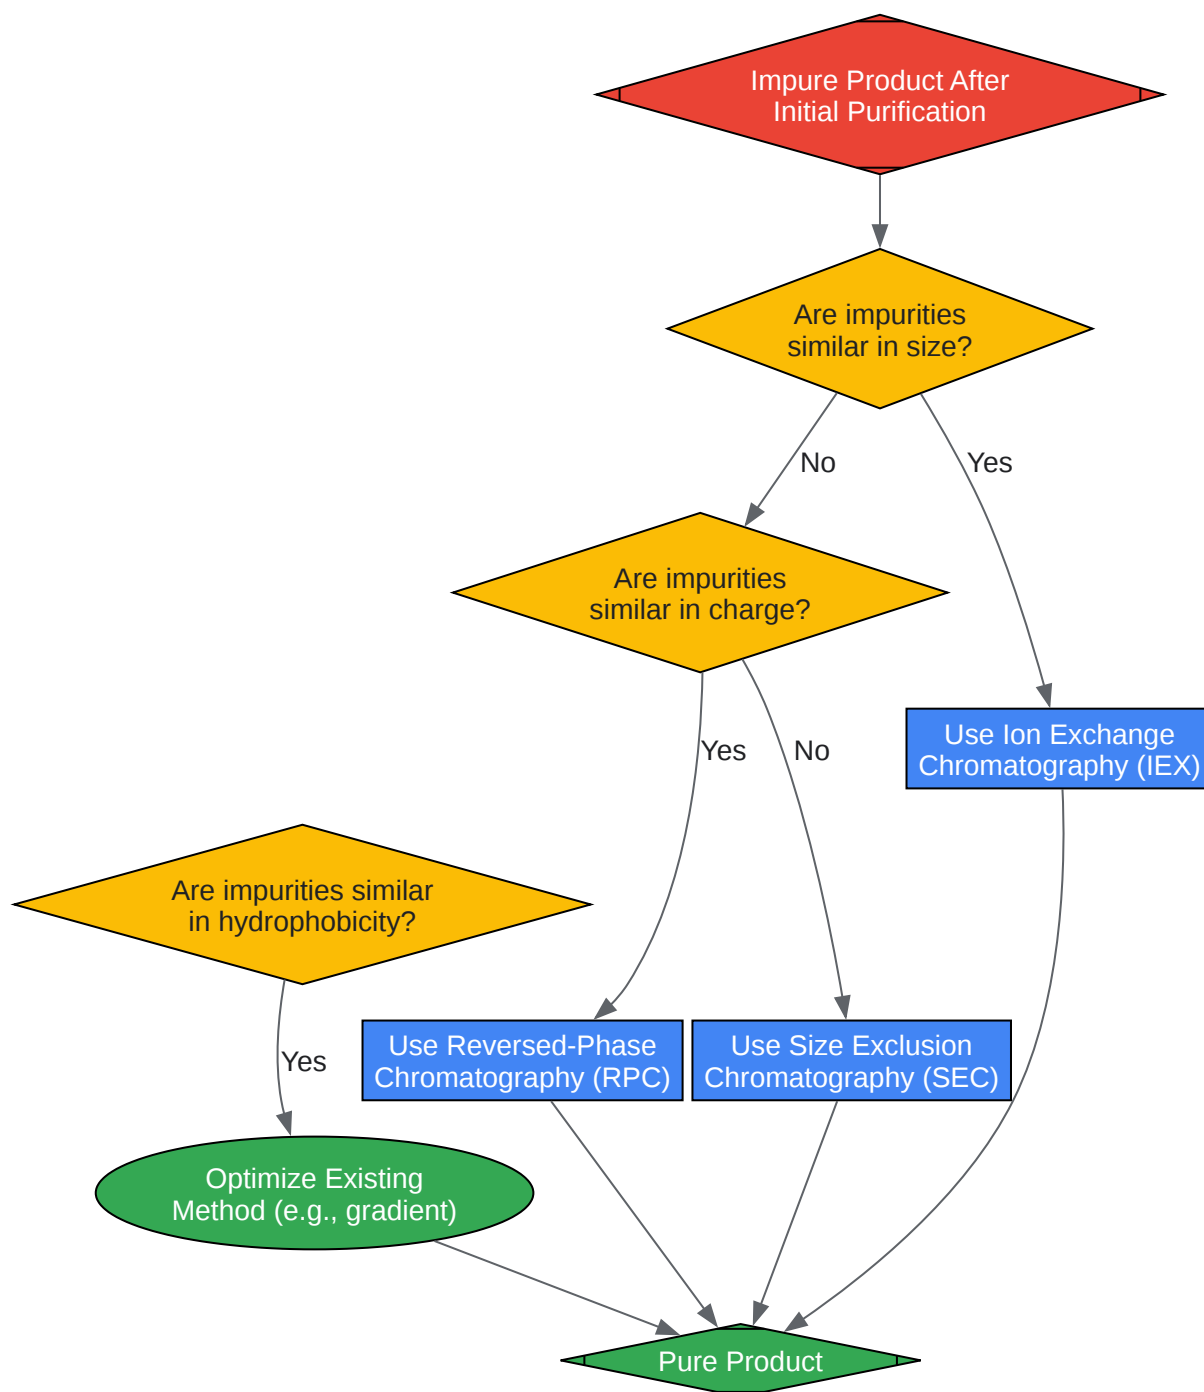 Impure Product After
Initial Purification
Are impurities
similar in size?
No
Yes
Are impurities
similar in charge?
Yes
No
Use Ion Exchange
Chromatography (IEX)
Are impurities similar
in hydrophobicity?
Yes
Use Reversed-Phase
Chromatography (RPC)
Use Size Exclusion
Chromatography (SEC)
Optimize Existing
Method (e.g., gradient)
Pure Product